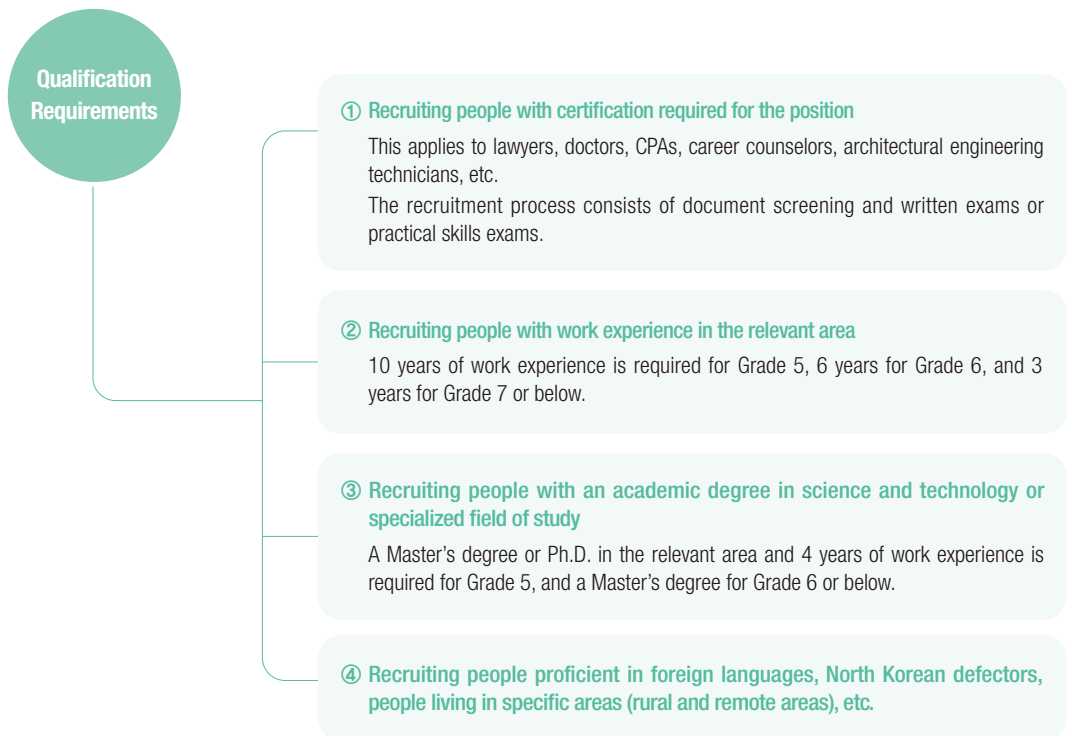 Qualification
Requirements
① Recruiting people with certification required for the position
This applies to lawyers, doctors, CPAs, career counselors, architectural engineering
technicians, etc.
The recruitment process consists of document screening and written exams or
practical skills exams.
② Recruiting people with work experience in the relevant area
10 years of work experience is required for Grade 5, 6 years for Grade 6, and 3
years for Grade 7 or below.
③ Recruiting people with an academic degree in science and technology or
specialized field of study
A Master’s degree or Ph.D. in the relevant area and 4 years of work experience is
required for Grade 5, and a Master’s degree for Grade 6 or below.
④ Recruiting people proficient in foreign languages, North Korean defectors,
people living in specific areas (rural and remote areas), etc.